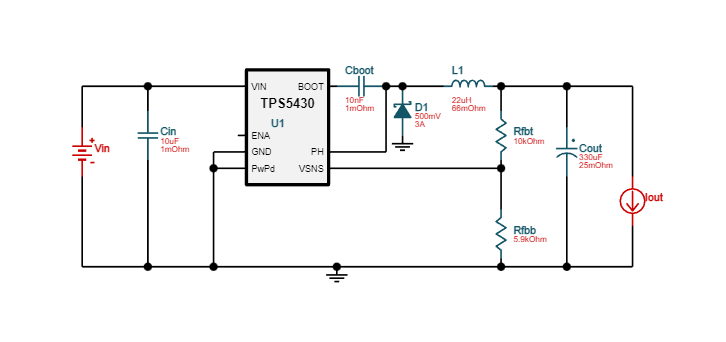 Cboot
10nF
1mOhm
L1
22uH
66mOhm
VIN
BOOT
TPS5430
U1
ENA
GND
PH
PwPd
VSNS
D1
500mV
3A
Vin
+
-
Cin
10uF
1mOhm
Rfbt
10kOhm
Cout
330uF
25mOhm
Iout
Rfbb
5.9kOhm